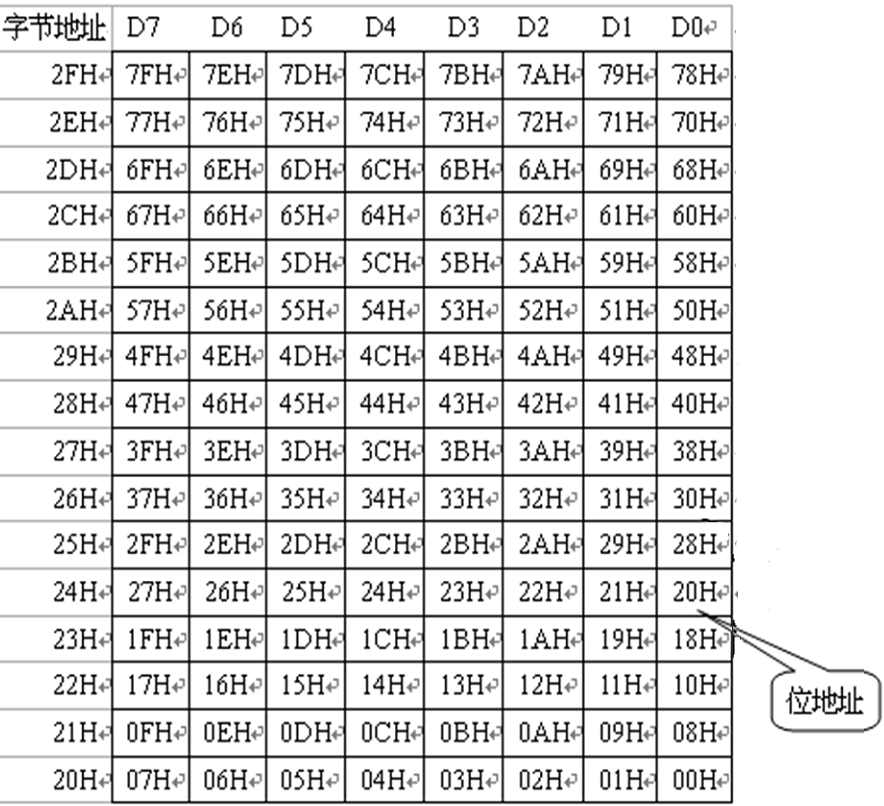 字节地址 D7 D6 D5 D4 D3 D2 D1 D0
2FH 7FH 7EH 7DH 7CH 7BH 7AH 79H 78H
2EH 77H 76H 75H 74H 73H 72H 71H 70H
2DH 6FH 6EH 6DH 6CH 6BH 6AH 69H 68H
2CH 67H 66H 65H 64H 63H 62H 61H 60H
2BH 5FH 5EH 5DH 5CH 5BH 5AH 59H 58H
2AH 57H 56H 55H 54H 53H 52H 51H 50H
29H 4FH 4EH 4DH 4CH 4BH 4AH 49H 48H
28H 47H 46H 45H 44H 43H 42H 41H 40H
27H 3FH 3EH 3DH 3CH 3BH 3AH 39H 38H
26H 37H 36H 35H 34H 33H 32H 31H 30H
25H 2FH 2EH 2DH 2CH 2BH 2AH 29H 28H
24H 27H 26H 25H 24H 23H 22H 21H 20H
23H 1FH 1EH 1DH 1CH 1BH 1AH 19H 18H
22H 17H 16H 15H 14H 13H 12H 11H 10H
位地址
21H 0FH 0EH 0DH 0CH 0BH 0AH 09H 08H
20H 07H 06H 05H 04H 03H 02H 01H 00H